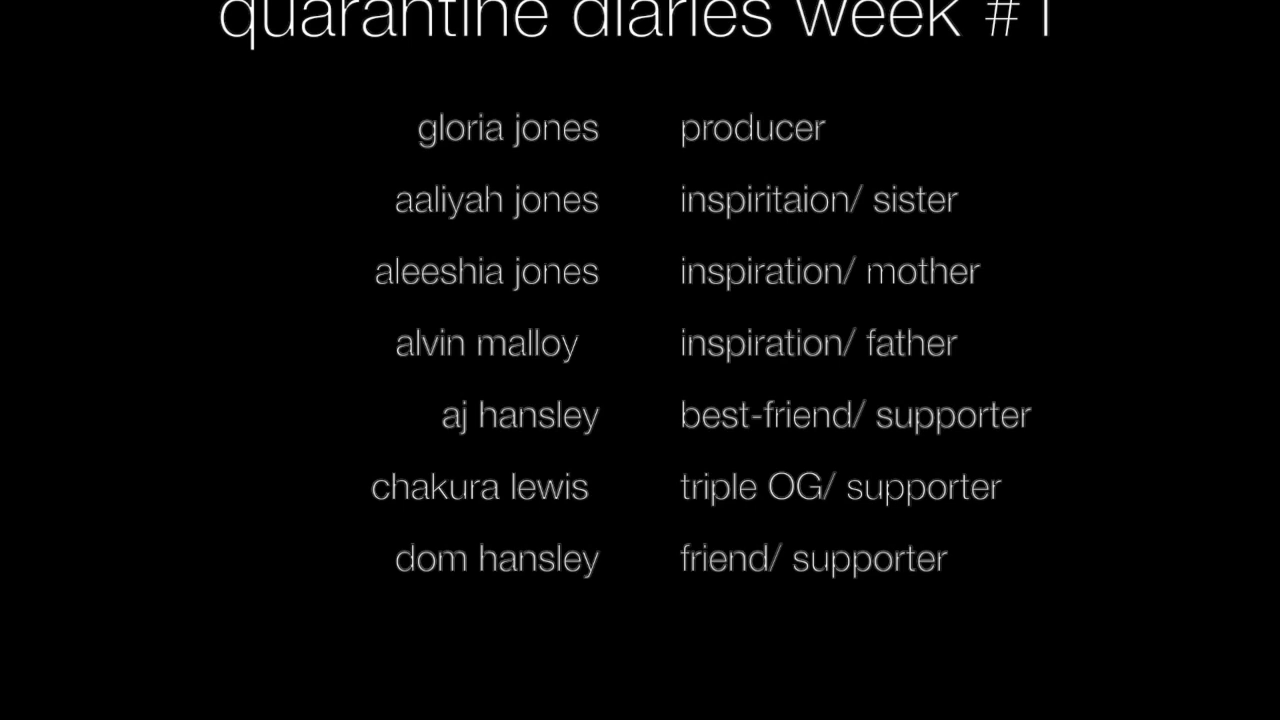 quarantine diaries week #1
gloria jones producer
aaliyah jones inspiritaion/ sister
aleeshia jones inspiration/ mother
alvin malloy inspiration/ father
aj hansley best-friend/ supporter
chakura lewis triple OG/ supporter
dom hansley friend/ supporter